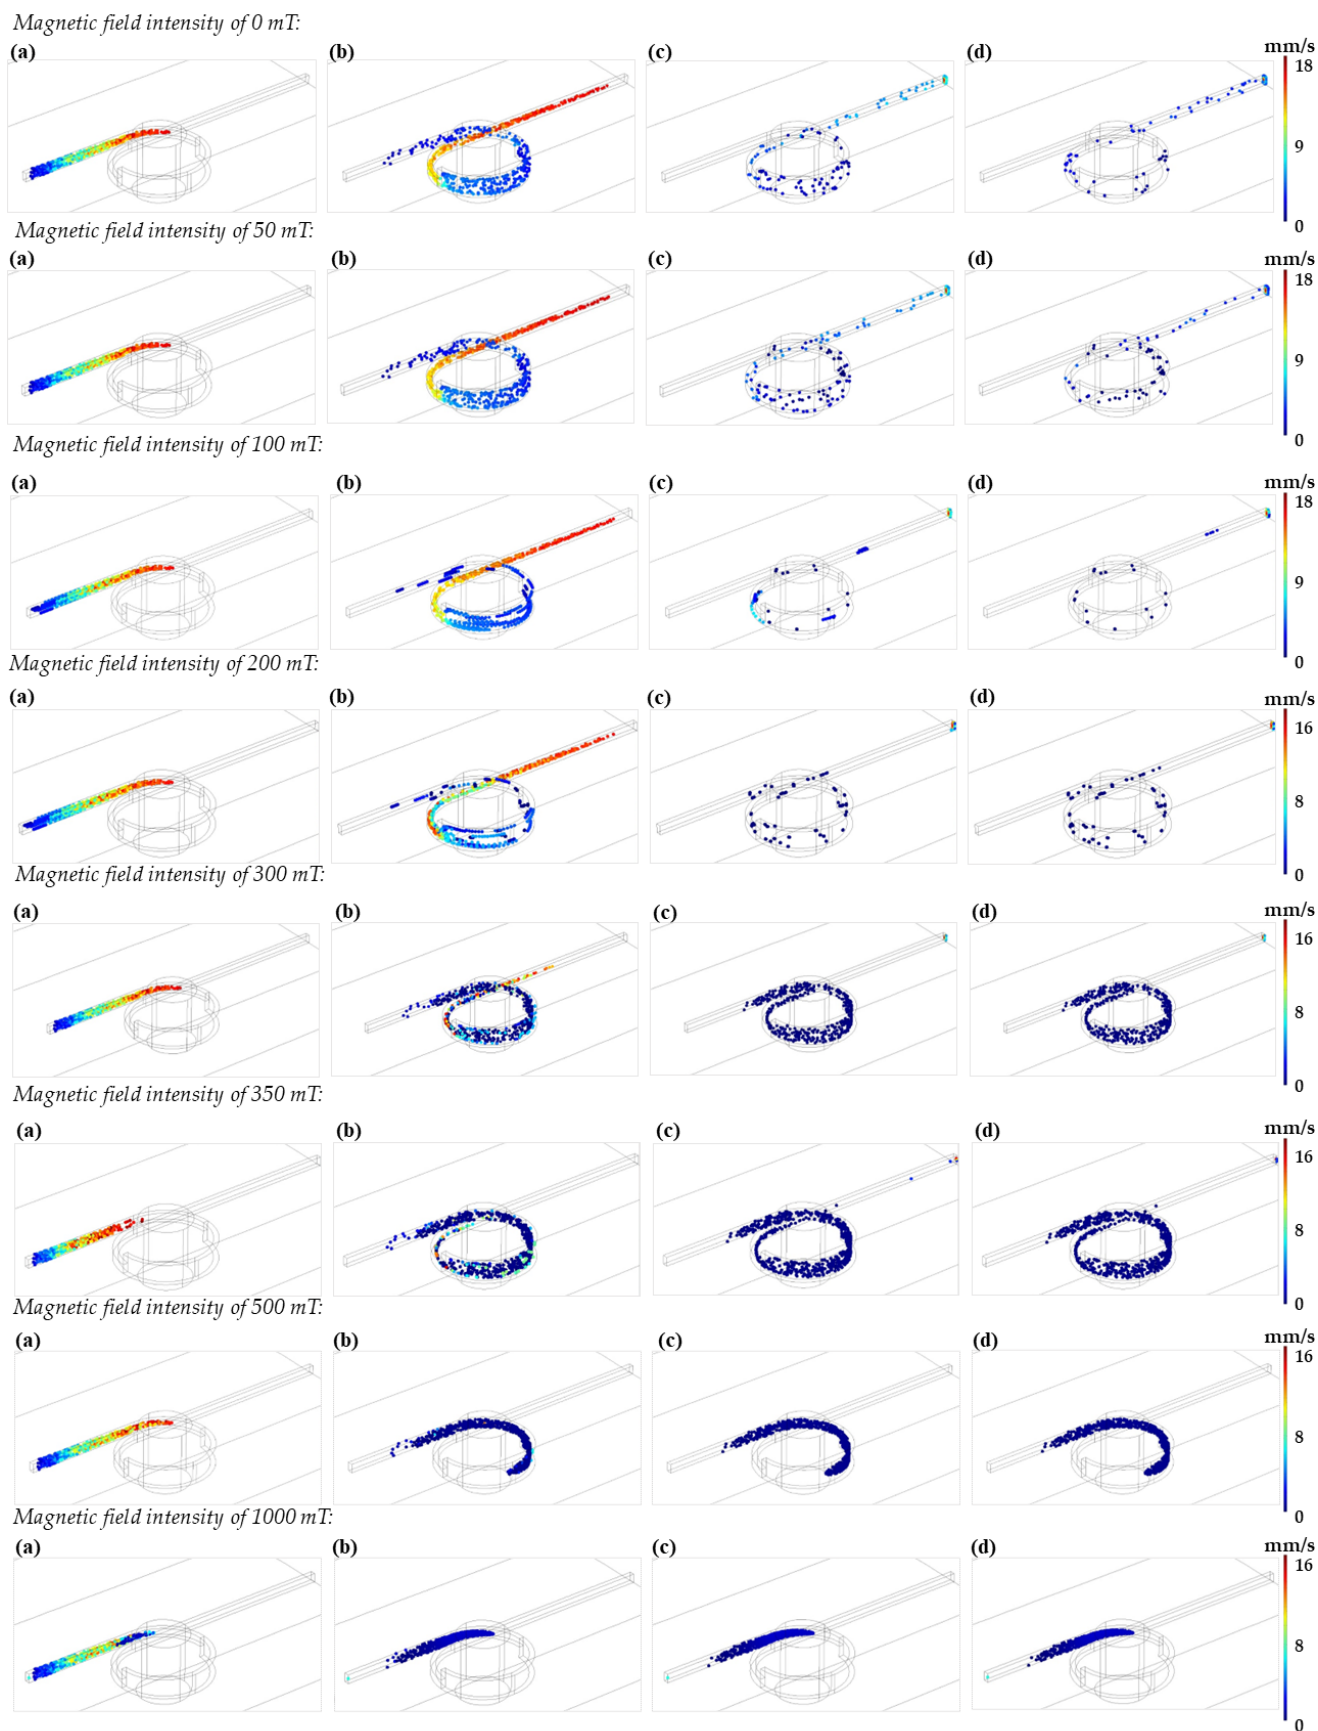 Magnetic field intensity of 0 mT:
(a) (b) (c) (d) mm/s
18
9
0
Magnetic field intensity of 50 mT:
(a) (b) (c) (d) mm/s
18
9
0
Magnetic field intensity of 100 mT:
(a) (b) (c) (d) mm/s
18
9
0
Magnetic field intensity of 200 mT:
(a) (b) (c) (d) mm/s
16
8
0
Magnetic field intensity of 300 mT:
(a) (b) (c) (d) mm/s
16
8
0
Magnetic field intensity of 350 mT:
(a) (b) (c) (d) mm/s
16
8
0
Magnetic field intensity of 500 mT:
(a) (b) (c) (d) mm/s
16
8
0
Magnetic field intensity of 1000 mT:
(a) (b) (c) (d) mm/s
16
8
0